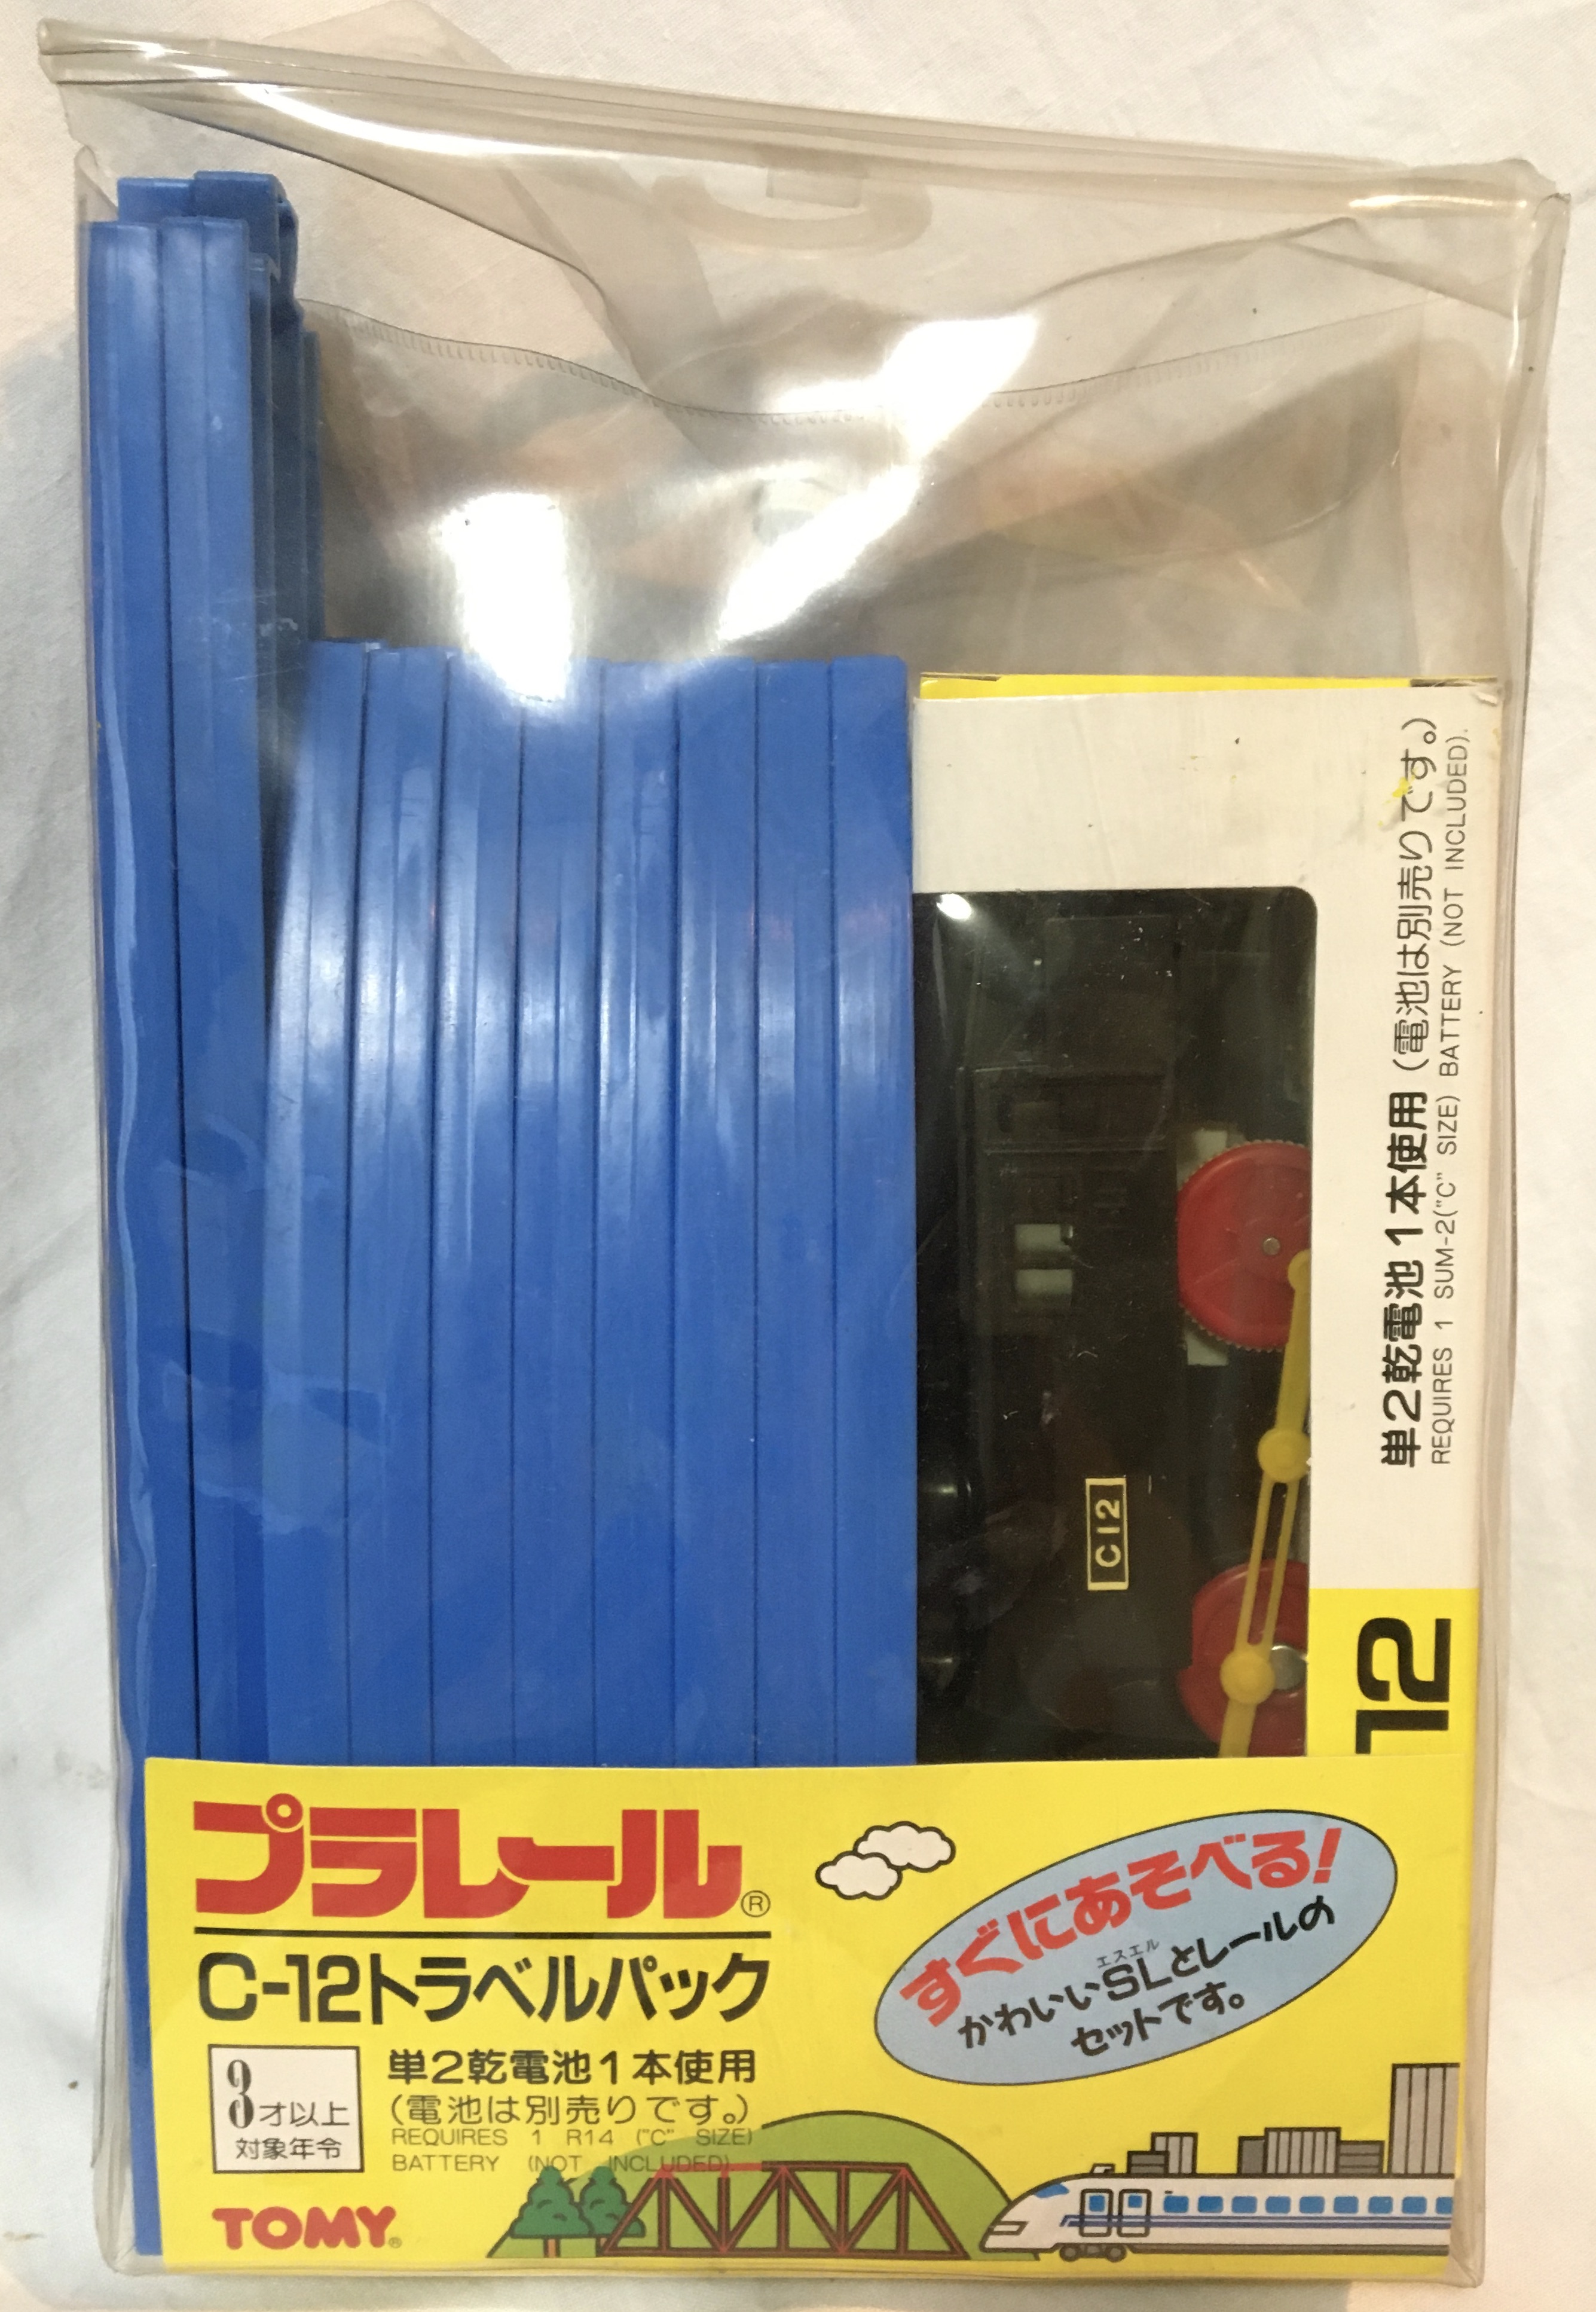 単2乾電池1本使用(電池は別売りです。)
REQUIRES 1 SUM-2("C" SIZE) BATTERY (NOT INCLUDED).
12
C12
プラレール®
C-12トラベルパック
3才以上
対象年令
単2乾電池1本使用
(電池は別売りです。)
REQUIRES 1 R14 ("C" SIZE)
BATTERY (NOT INCLUDED).
TOMY®
すぐにあそべる!
エスエル
かわいいSLとレールの
セットです。